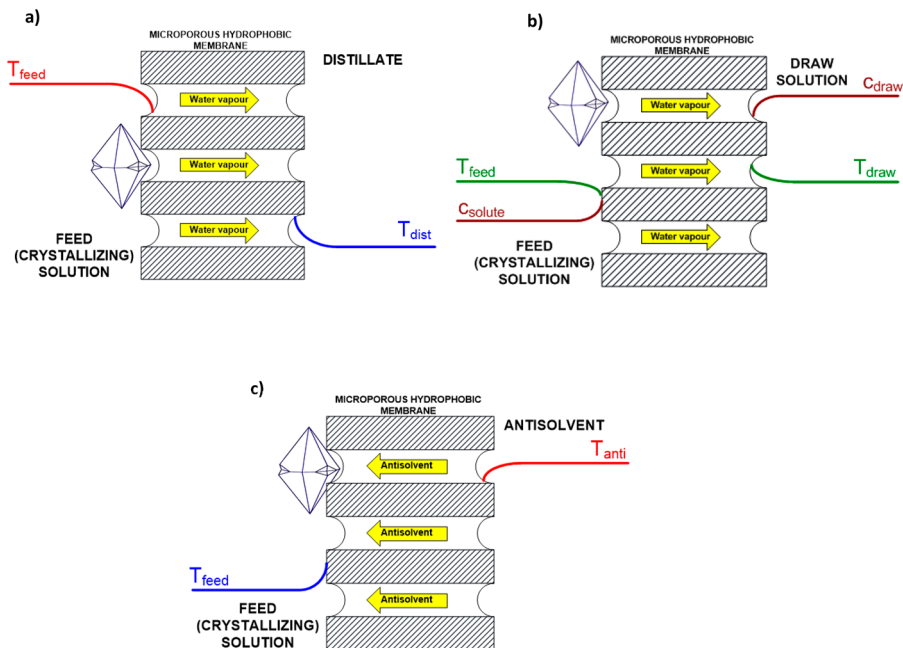 a)
MICROPOROUS HYDROPHOBIC
MEMBRANE
DISTILLATE
Tfeed
Water vapour
Water vapour
Water vapour
Tdist
FEED
(CRYSTALLIZING)
SOLUTION
b)
MICROPOROUS HYDROPHOBIC
MEMBRANE
DRAW
SOLUTION
Cdraw
Water vapour
Tfeed
Water vapour
Tdraw
Csolute
Water vapour
FEED
(CRYSTALLIZING)
SOLUTION
c)
MICROPOROUS HYDROPHOBIC
MEMBRANE
ANTISOLVENT
Tanti
Antisolvent
Antisolvent
Tfeed
Antisolvent
FEED
(CRYSTALLIZING)
SOLUTION